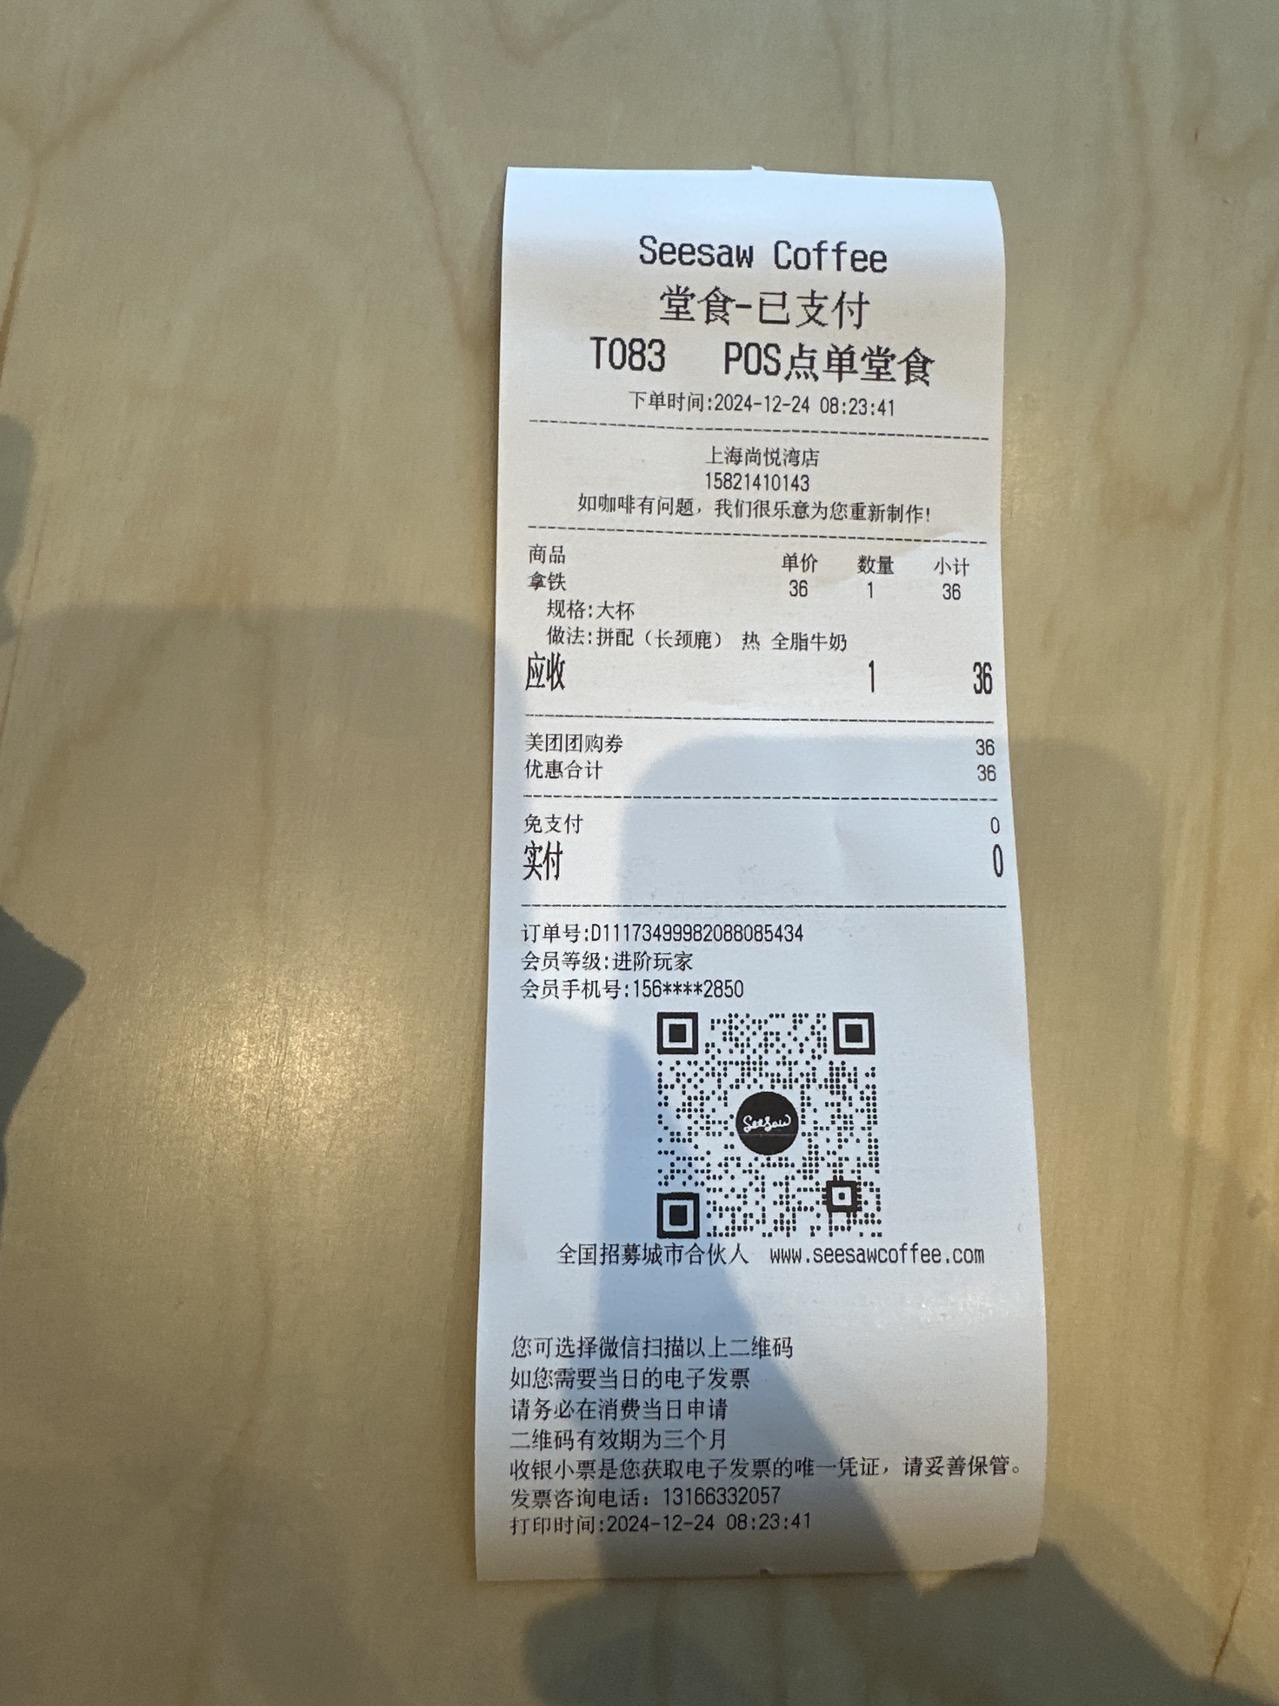 Seesaw Coffee
堂食-已支付
T083 POS点单堂食
下单时间:2024-12-24 08:23:41
上海尚悦湾店
15821410143
如咖啡有问题，我们很乐意为您重新制作!
商品 单价 数量 小计
拿铁 36 1 36
规格:大杯
做法:拼配（长颈鹿） 热 全脂牛奶
应收 1 36
美团团购券 36
优惠合计 36
免支付 0
实付 0
订单号:D11173499982088085434
会员等级:进阶玩家
会员手机号:156****2850
Seesaw
全国招募城市合伙人 www.seesawcoffee.com
您可选择微信扫描以上二维码
如您需要当日的电子发票
请务必在消费当日申请
二维码有效期为三个月
收银小票是您获取电子发票的唯一凭证，请妥善保管。
发票咨询电话：13166332057
打印时间:2024-12-24 08:23:41